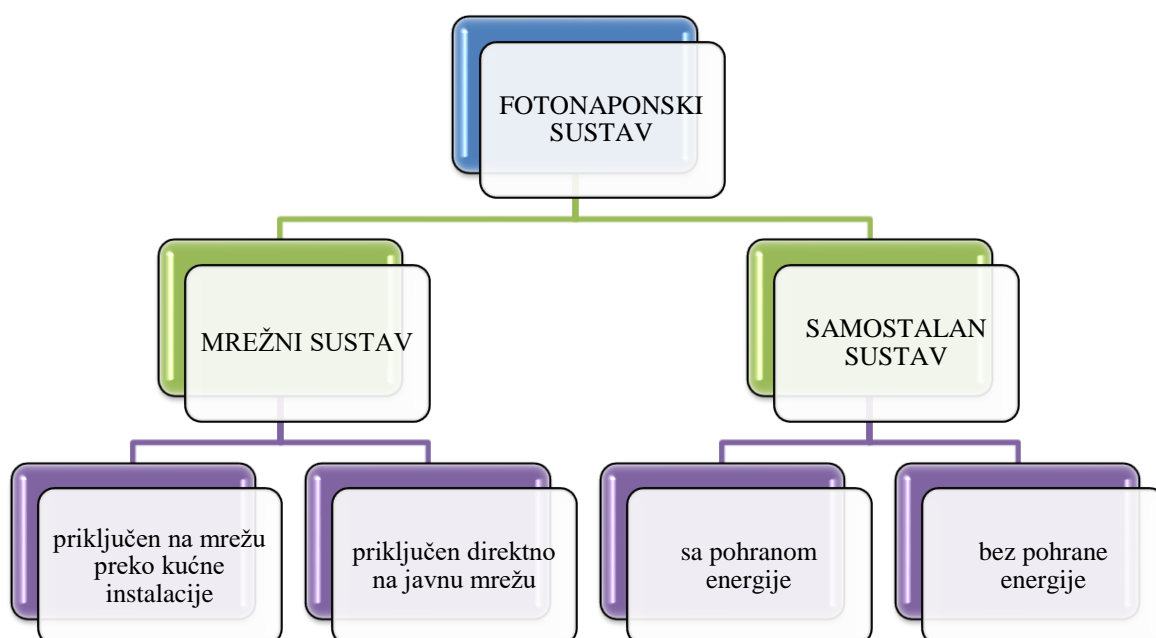 FOTONAPONSKI
SUSTAV
MREŽNI SUSTAV
SAMOSTALAN
SUSTAV
priključen na mrežu
preko kućne
instalacije
priključen direktno
na javnu mrežu
sa pohranom
energije
bez pohrane
energije